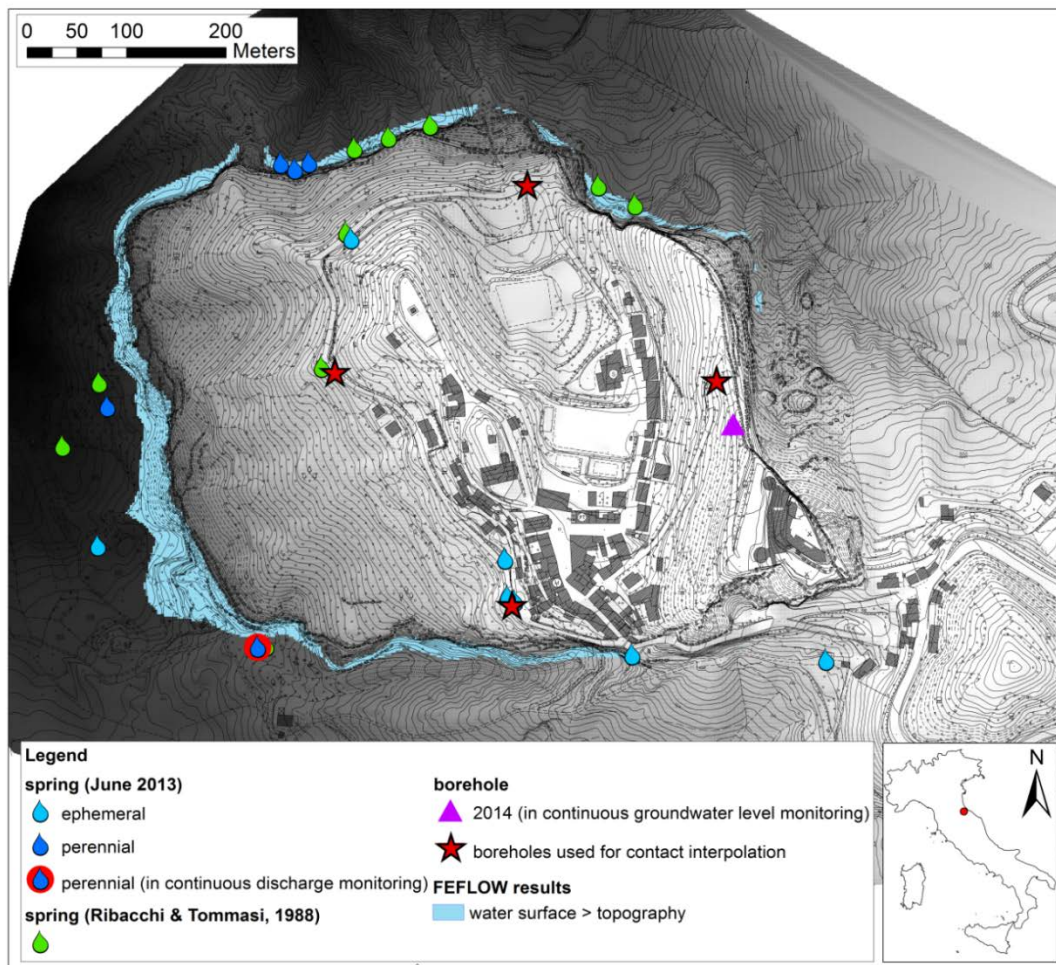 0 50 100 200
Meters
Legend
spring (June 2013)
ephemeral
perennial
perennial (in continuous discharge monitoring)
spring (Ribacchi & Tommasi, 1988)
borehole
2014 (in continuous groundwater level monitoring)
boreholes used for contact interpolation
FEFLOW results
water surface > topography
N